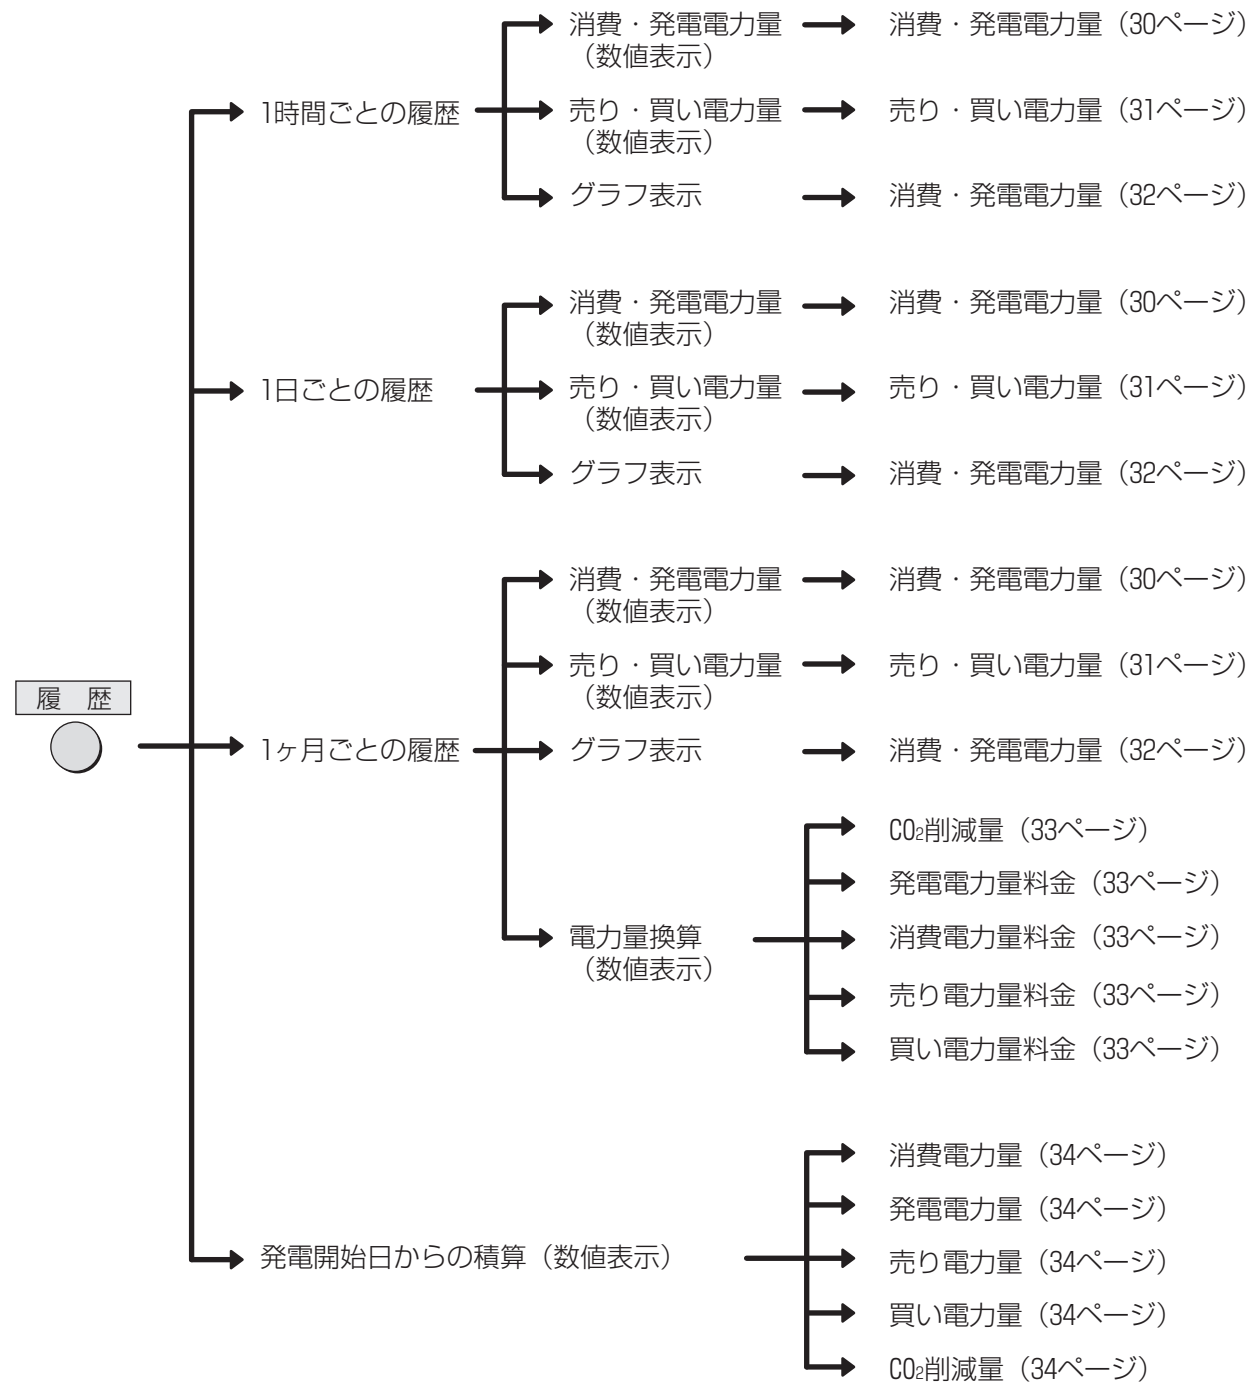 消費・発電電力量 消費・発電電力量（30ページ）
（数値表示）
1時間ごとの履歴 売り・買い電力量 売り・買い電力量（31ページ）
（数値表示）
グラフ表示 消費・発電電力量（32ページ）
消費・発電電力量 消費・発電電力量（30ページ）
（数値表示）
1日ごとの履歴 売り・買い電力量 売り・買い電力量（31ページ）
（数値表示）
グラフ表示 消費・発電電力量（32ページ）
消費・発電電力量 消費・発電電力量（30ページ）
（数値表示）
売り・買い電力量 売り・買い電力量（31ページ）
（数値表示）
履 歴
1ヶ月ごとの履歴 グラフ表示 消費・発電電力量（32ページ）
CO₂削減量（33ページ）
発電電力量料金（33ページ）
電力量換算 消費電力量料金（33ページ）
（数値表示）
売り電力量料金（33ページ）
買い電力量料金（33ページ）
消費電力量（34ページ）
発電電力量（34ページ）
発電開始日からの積算（数値表示） 売り電力量（34ページ）
買い電力量（34ページ）
CO₂削減量（34ページ）